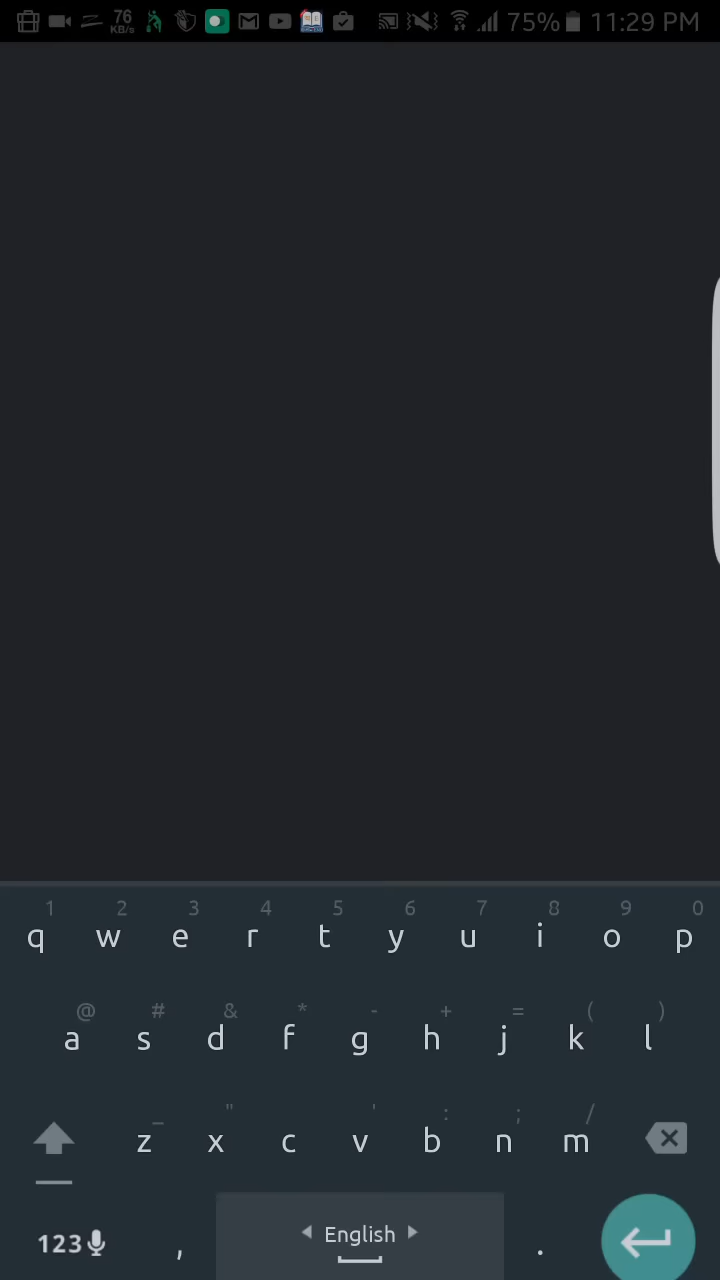 76 KB/s 75% 11:29 PM
1 2 3 4 5 6 7 8 9 0
q w e r t y u i o p
@ # & * - + = ( )
a s d f g h j k l
_ " ' : ; /
z x c v b n m
123 , English .